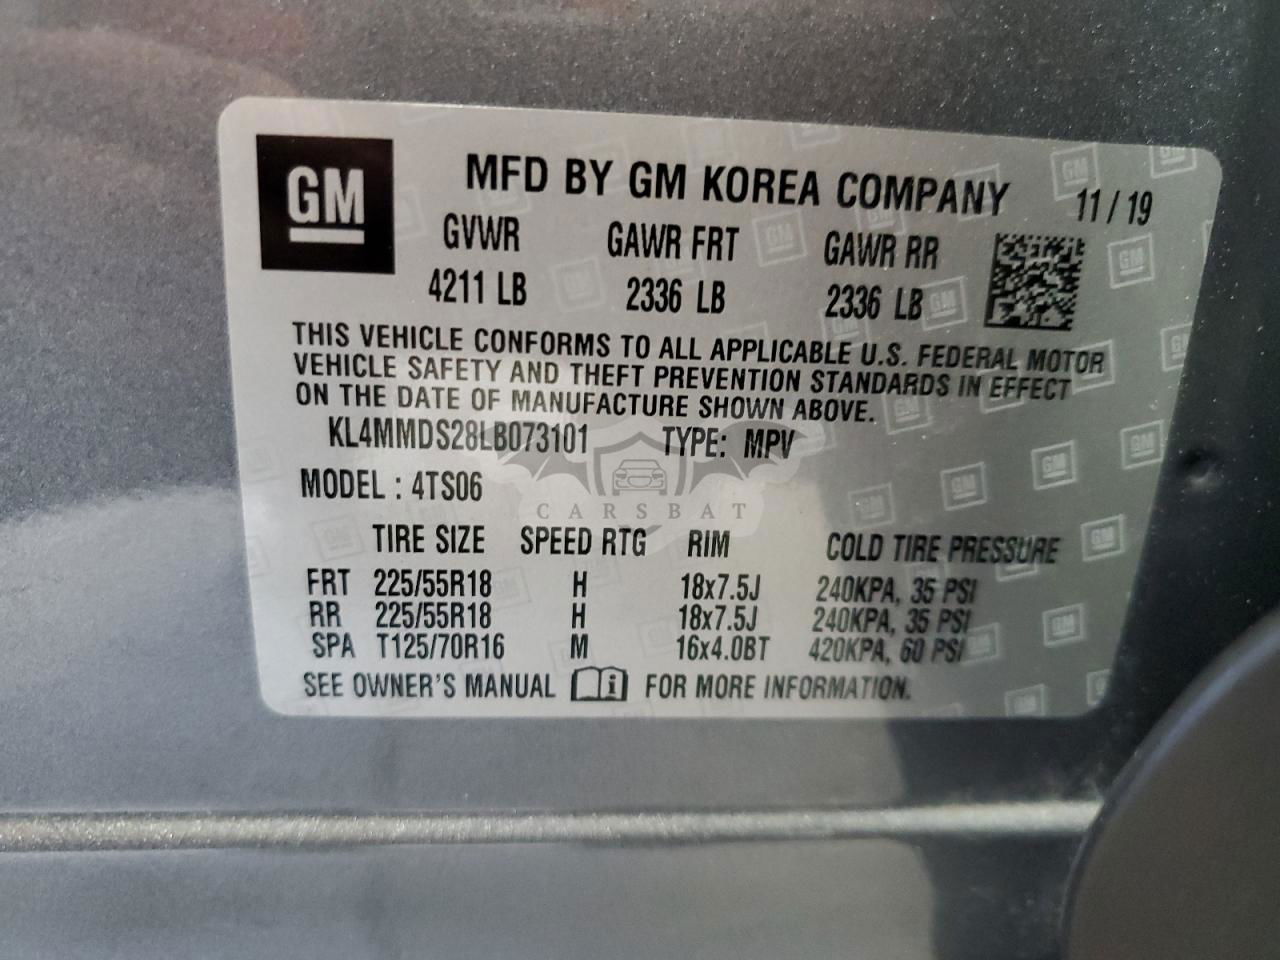 GM
MFD BY GM KOREA COMPANY 11/19
GVWR GAWR FRT GAWR RR
4211 LB 2336 LB 2336 LB
THIS VEHICLE CONFORMS TO ALL APPLICABLE U.S. FEDERAL MOTOR
VEHICLE SAFETY AND THEFT PREVENTION STANDARDS IN EFFECT
ON THE DATE OF MANUFACTURE SHOWN ABOVE.
KL4MMDS28LB073101 TYPE: MPV
MODEL : 4TS06
CARSBAT
TIRE SIZE SPEED RTG RIM COLD TIRE PRESSURE
FRT 225/55R18 H 18x7.5J 240KPA, 35 PSI
RR 225/55R18 H 18x7.5J 240KPA, 35 PSI
SPA T125/70R16 M 16x4.0BT 420KPA, 60 PSI
SEE OWNER'S MANUAL i FOR MORE INFORMATION.